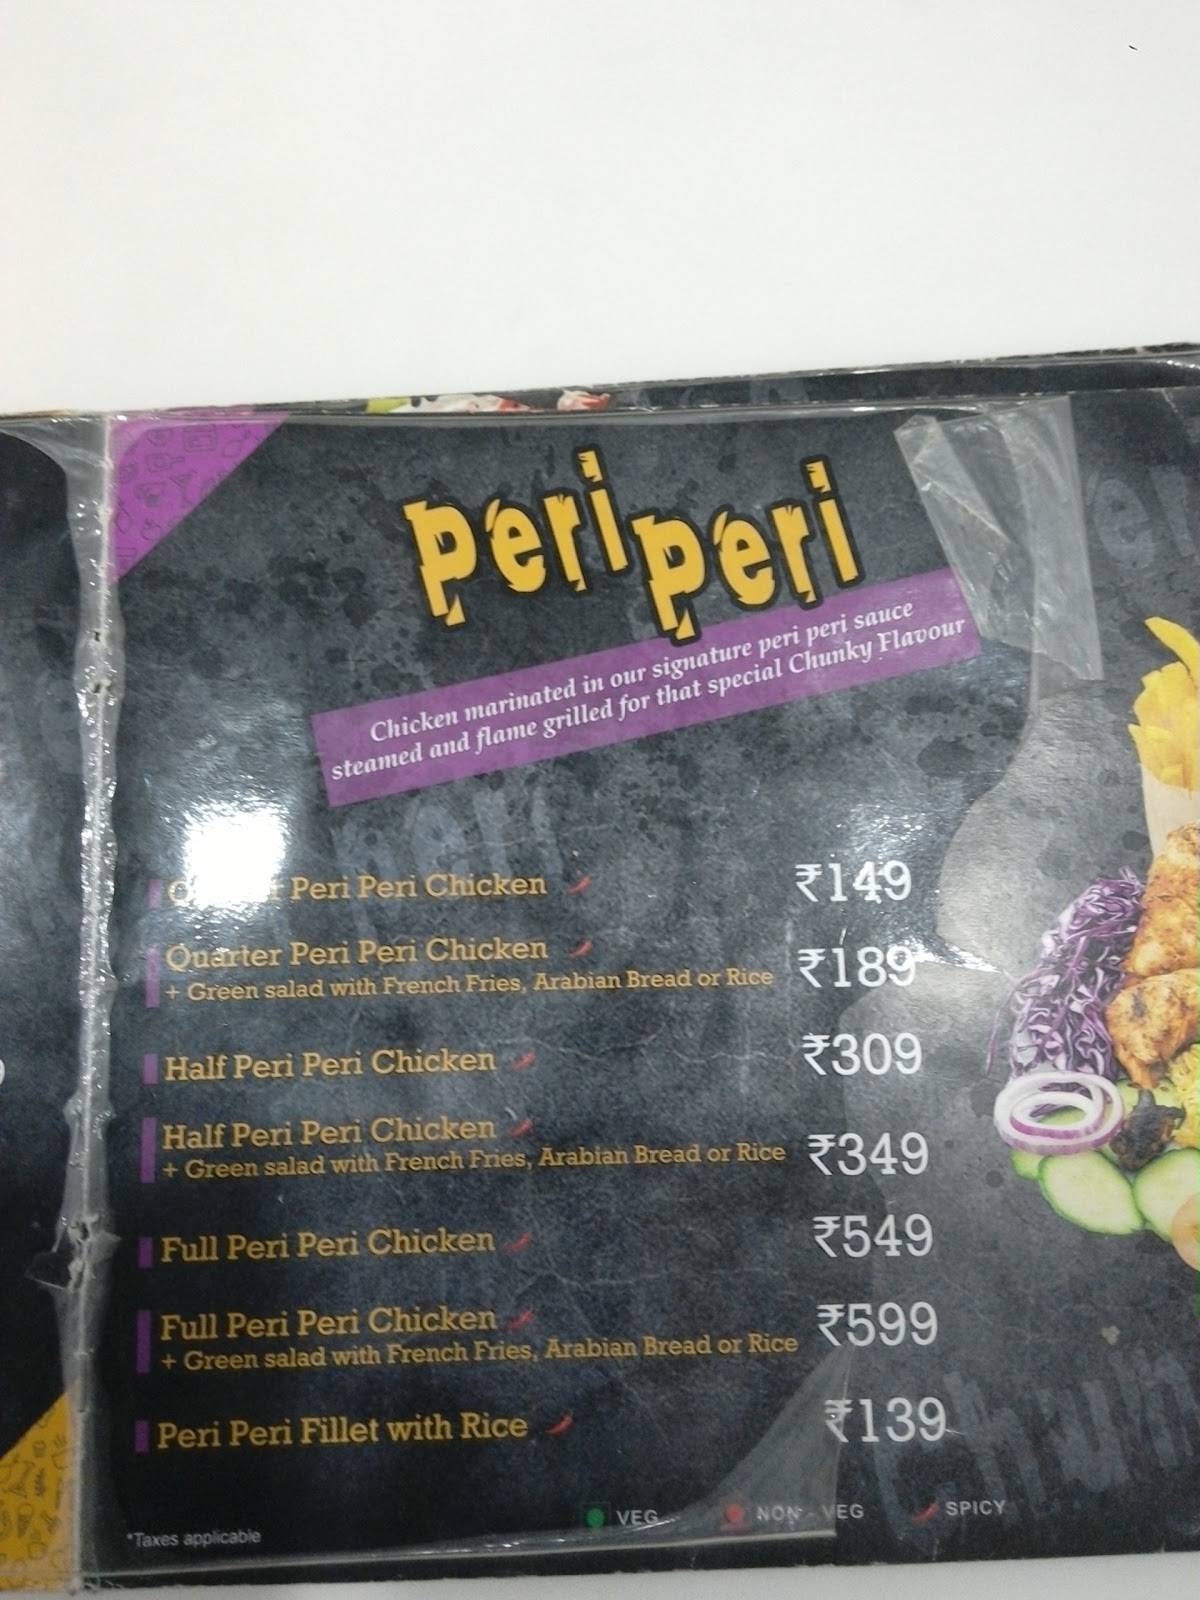 peri peri
Chicken marinated in our signature peri peri sauce
steamed and flame grilled for that special Chunky Flavour
Peri Peri Chicken ₹149
Quarter Peri Peri Chicken ₹189
+ Green salad with French Fries, Arabian Bread or Rice
Half Peri Peri Chicken ₹309
Half Peri Peri Chicken ₹349
+ Green salad with French Fries, Arabian Bread or Rice
Full Peri Peri Chicken ₹549
Full Peri Peri Chicken ₹599
+ Green salad with French Fries, Arabian Bread or Rice
Peri Peri Fillet with Rice ₹139
VEG NON - VEG SPICY
*Taxes applicable